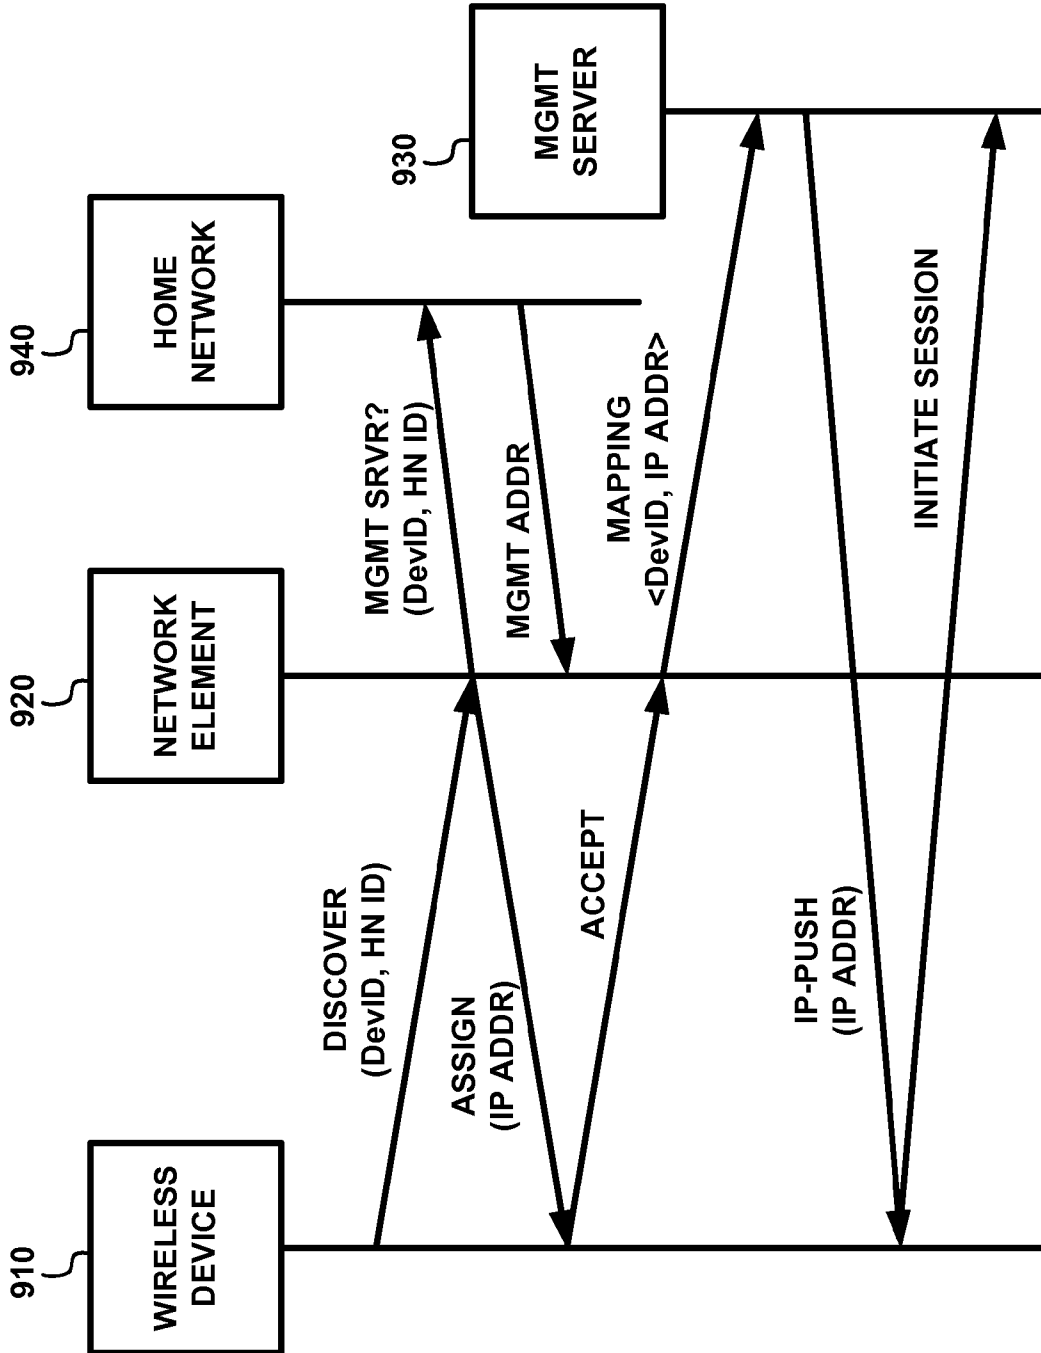 910
WIRELESS
DEVICE
920
NETWORK
ELEMENT
940
HOME
NETWORK
930
MGMT
SERVER
DISCOVER
(DevID, HN ID)
MGMT SRVR?
(DevID, HN ID)
ASSIGN
(IP ADDR)
MGMT ADDR
ACCEPT
MAPPING
<DevID, IP ADDR>
IP-PUSH
(IP ADDR)
INITIATE SESSION